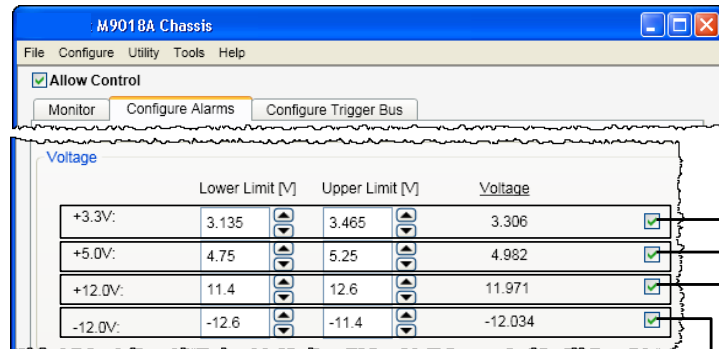 M9018A Chassis
File Configure Utility Tools Help
Allow Control
Monitor Configure Alarms Configure Trigger Bus
Voltage
Lower Limit [V] Upper Limit [V] Voltage
+3.3V: 3.135 3.465 3.306
+5.0V: 4.75 5.25 4.982
+12.0V: 11.4 12.6 11.971
-12.0V: -12.6 -11.4 -12.034